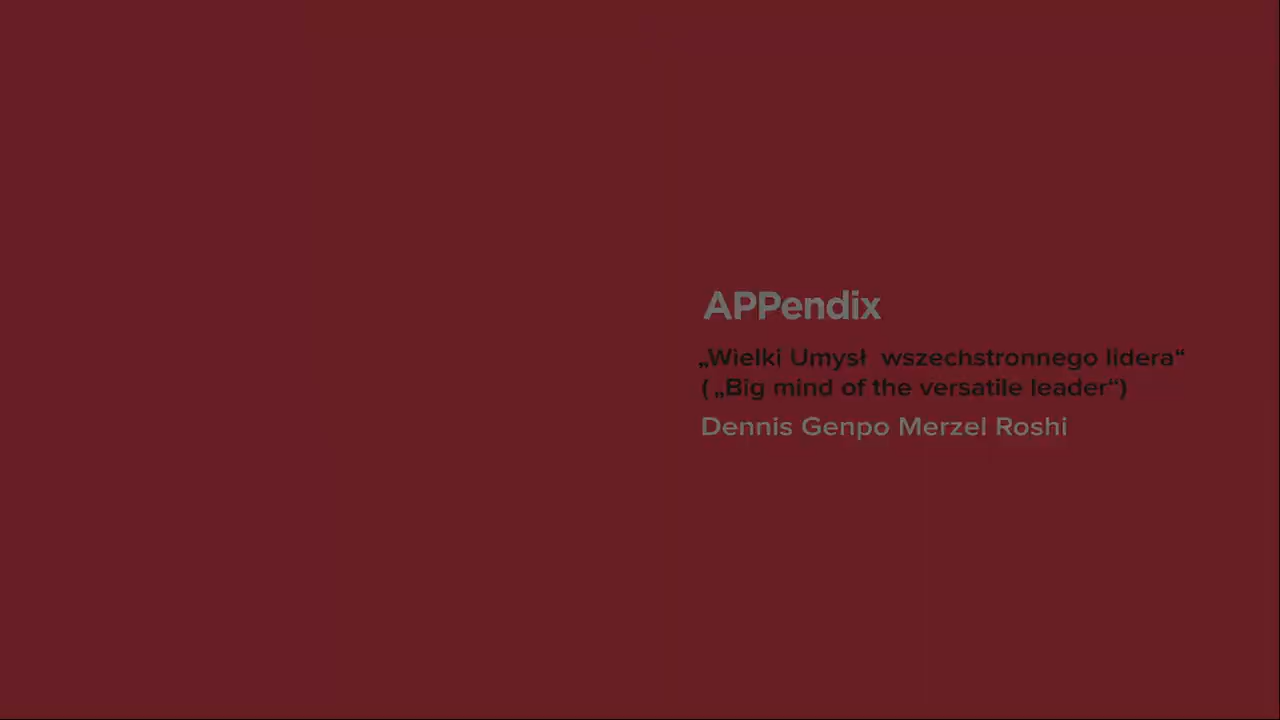 APPendix
„Wielki Umysł wszechstronnego lidera“
( „Big mind of the versatile leader“)
Dennis Genpo Merzel Roshi